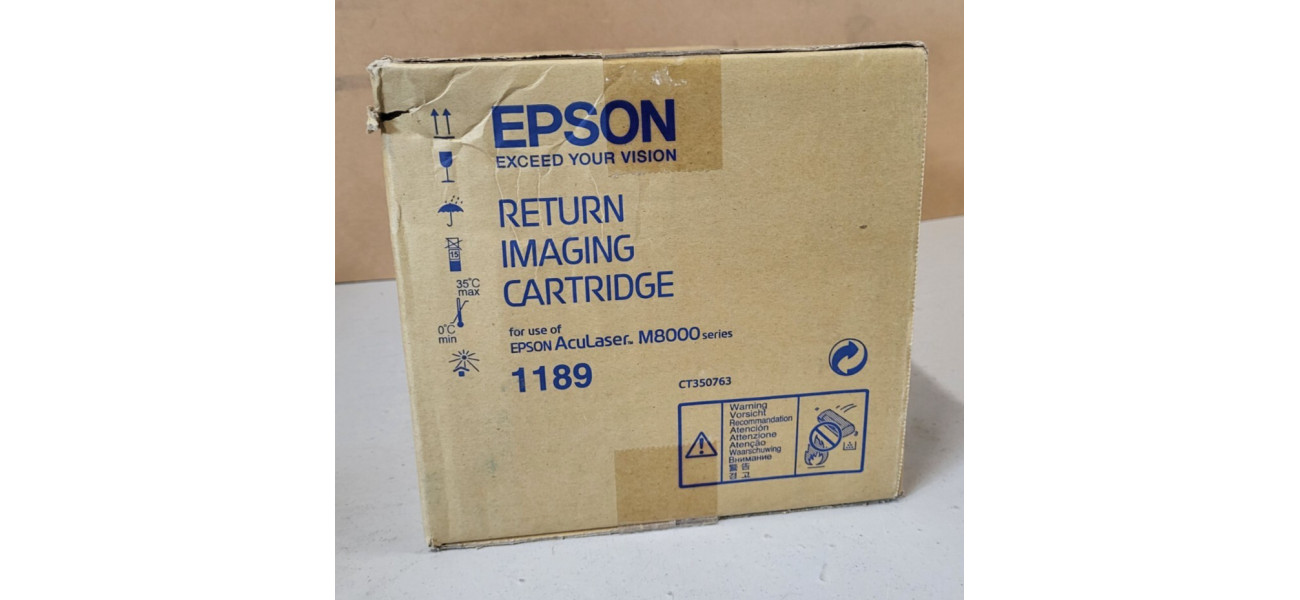 EPSON
EXCEED YOUR VISION
RETURN
IMAGING
CARTRIDGE
15
35°C
max
0°C
min
for use of
EPSON AcuLaser™ M8000 series
1189
CT350763
Warning
Vorsicht
Recommandation
Atención
Attenzione
Atenção
Waarschuwing
Внимание
警告
경고